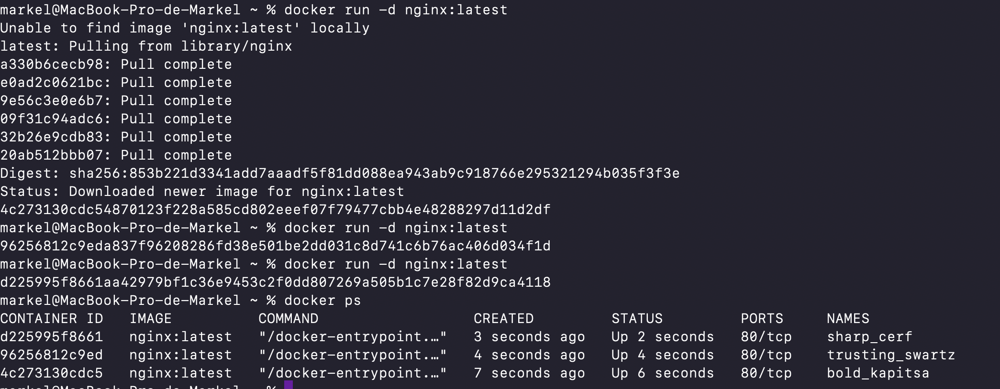 markel@MacBook-Pro-de-Markel ~ % docker run -d nginx:latest
Unable to find image 'nginx:latest' locally
latest: Pulling from library/nginx
a330b6cecb98: Pull complete
e0ad2c0621bc: Pull complete
9e56c3e0e6b7: Pull complete
09f31c94adc6: Pull complete
32b26e9cdb83: Pull complete
20ab512bbb07: Pull complete
Digest: sha256:853b221d3341add7aaadf5f81dd088ea943ab9c918766e295321294b035f3f3e
Status: Downloaded newer image for nginx:latest
4c273130cdc54870123f228a585cd802eeef07f79477cbb4e48288297d11d2df
markel@MacBook-Pro-de-Markel ~ % docker run -d nginx:latest
96256812c9eda837f96208286fd38e501be2dd031c8d741c6b76ac406d034f1d
markel@MacBook-Pro-de-Markel ~ % docker run -d nginx:latest
d225995f8661aa42979bf1c36e9453c2f0dd807269a505b1c7e28f82d9ca4118
markel@MacBook-Pro-de-Markel ~ % docker ps
CONTAINER ID   IMAGE          COMMAND                  CREATED         STATUS         PORTS     NAMES
d225995f8661   nginx:latest   "/docker-entrypoint.…"   3 seconds ago   Up 2 seconds   80/tcp    sharp_cerf
96256812c9ed   nginx:latest   "/docker-entrypoint.…"   4 seconds ago   Up 4 seconds   80/tcp    trusting_swartz
4c273130cdc5   nginx:latest   "/docker-entrypoint.…"   7 seconds ago   Up 6 seconds   80/tcp    bold_kapitsa
markel@MacBook-Pro-de-Markel ~ %